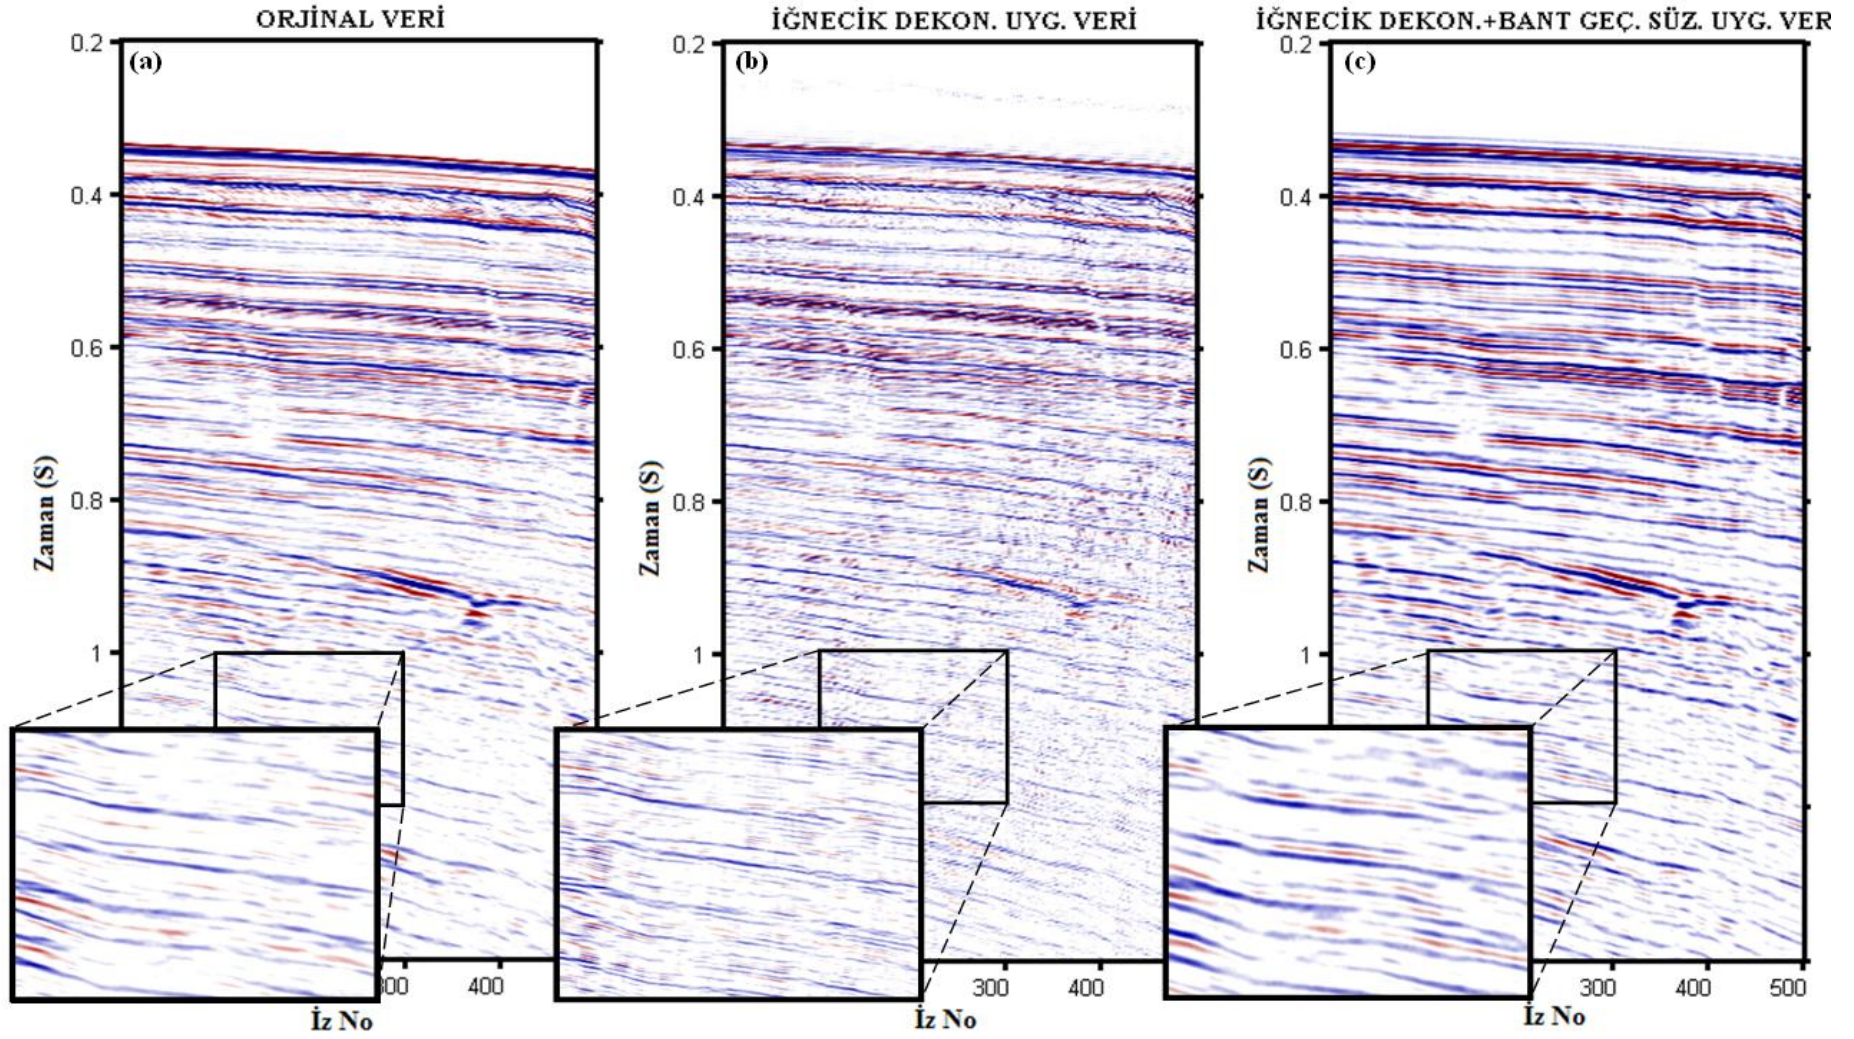 ORJİNAL VERİ
(a)
0.2
0.4
0.6
0.8
1
Zaman (S)
300
400
İz No
İĞNECİK DEKON. UYG. VERİ
(b)
0.2
0.4
0.6
0.8
1
Zaman (S)
300
400
İz No
İĞNECİK DEKON.+BANT GEÇ. SÜZ. UYG. VER
(c)
0.2
0.4
0.6
0.8
1
Zaman (S)
300
400
500
İz No